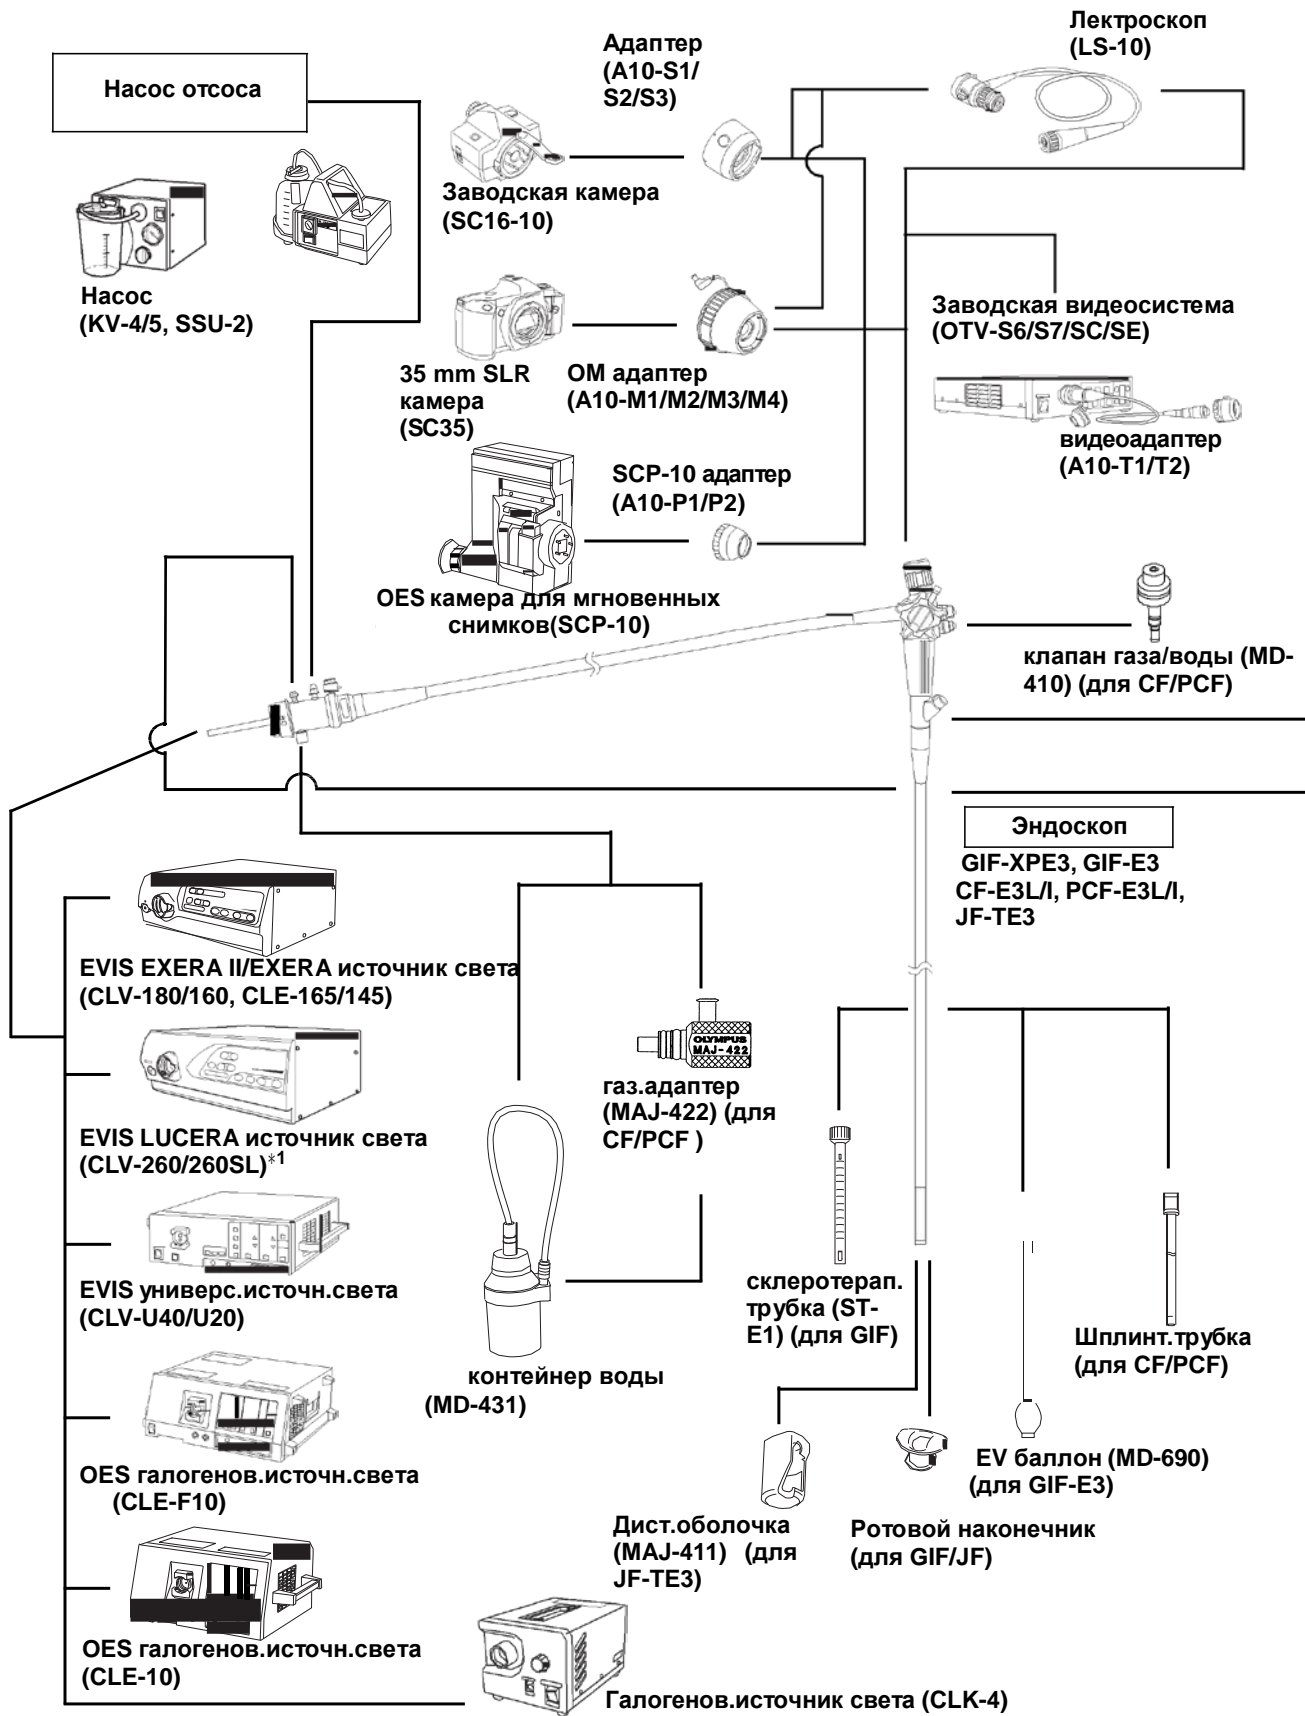 Лектроскоп
(LS-10)
Адаптер
(A10-S1/
S2/S3)
Насос отсоса
Заводская камера
(SC16-10)
Насос
(KV-4/5, SSU-2)
Заводская видеосистема
(OTV-S6/S7/SC/SE)
35 mm SLR
камера
(SC35)
OM адаптер
(A10-M1/M2/M3/M4)
видеоадаптер
(A10-T1/T2)
SCP-10 адаптер
(A10-P1/P2)
OES камера для мгновенных
снимков(SCP-10)
клапан газа/воды (MD-
410) (для CF/PCF)
Эндоскоп
GIF-XPE3, GIF-E3
CF-E3L/I, PCF-E3L/I,
JF-TE3
EVIS EXERA II/EXERA источник света
(CLV-180/160, CLE-165/145)
OLYMPUS
MAJ-422
газ.адаптер
(MAJ-422) (для
CF/PCF )
EVIS LUCERA источник света
(CLV-260/260SL)*1
EVIS универс.источн.света
(CLV-U40/U20)
склеротерап.
трубка (ST-
E1) (для GIF)
Шплинт.трубка
(для CF/PCF)
контейнер воды
(MD-431)
OES галогенов.источн.света
(CLE-F10)
EV баллон (MD-690)
(для GIF-E3)
Дист.оболочка
(MAJ-411) (для
JF-TE3)
Ротовой наконечник
(для GIF/JF)
OES галогенов.источн.света
(CLE-10)
Галогенов.источник света (CLK-4)